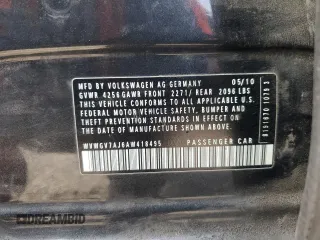 MFD BY VOLKSWAGEN AG GERMANY 05/10
GVWR 4256 GAWR FRONT 2271/ REAR 2096 LBS
THIS VEHICLE CONFORMS TO ALL APPLICABLE U.S.
FEDERAL MOTOR VEHICLE SAFETY, BUMPER AND
THEFT PREVENTION STANDARDS IN EFFECT ON THE
DATE OF MANUFACTURE SHOWN ABOVE
WVWGV7AJ6AW418495 PASSENGER CAR
DREAMBID